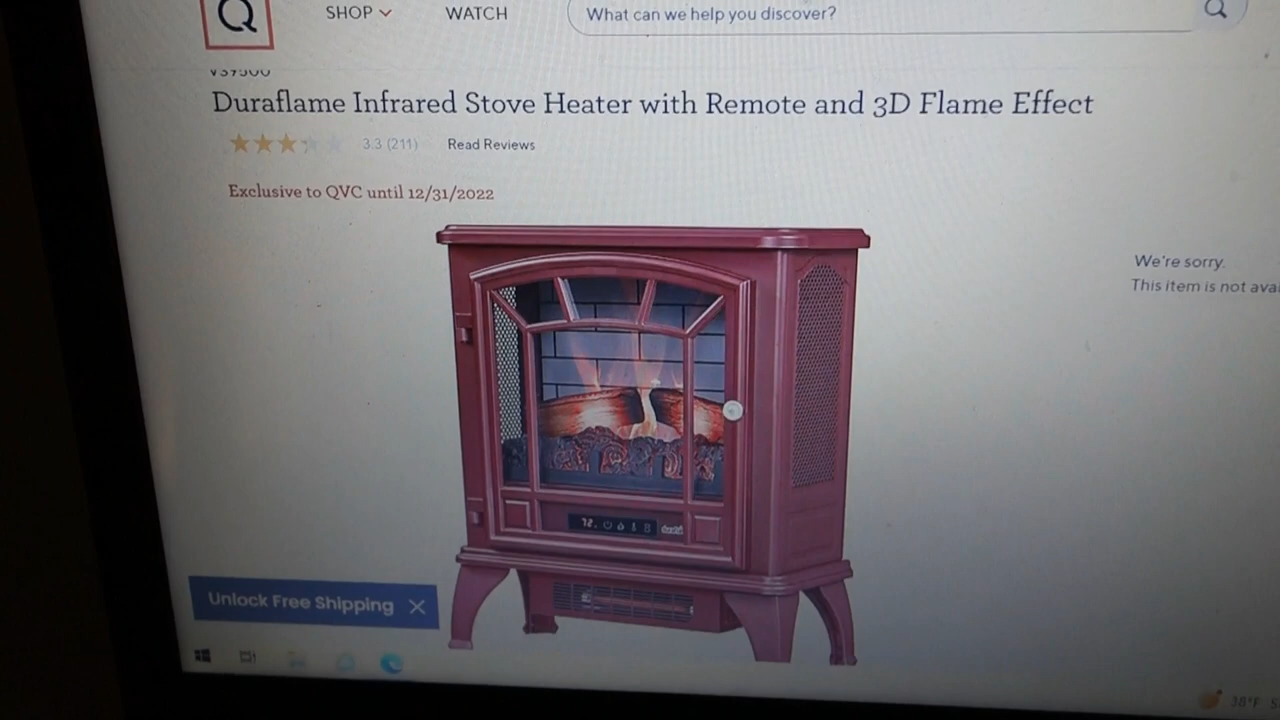 Q
SHOP
WATCH
What can we help you discover?
Duraflame Infrared Stove Heater with Remote and 3D Flame Effect
3.3 (211)
Read Reviews
Exclusive to QVC until 12/31/2022
We're sorry.
This item is not ava
72.
Unlock Free Shipping
38°F